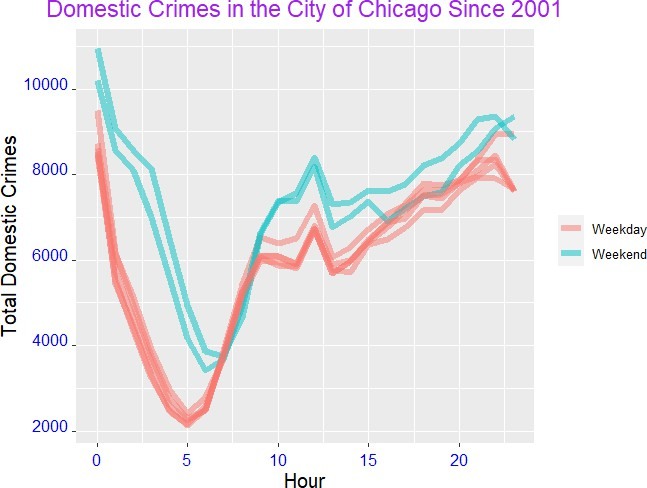 Domestic Crimes in the City of Chicago Since 2001
Total Domestic Crimes
10000
8000
6000
4000
2000
0 5 10 15 20
Hour
Weekday
Weekend